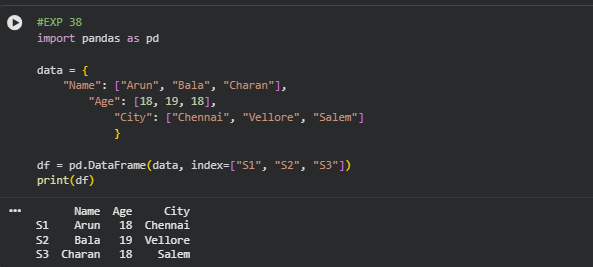 #EXP 38
import pandas as pd
data = {
    "Name": ["Arun", "Bala", "Charan"],
        "Age": [18, 19, 18],
            "City": ["Chennai", "Vellore", "Salem"]
            }
df = pd.DataFrame(data, index=["S1", "S2", "S3"])
print(df)
      Name  Age     City
S1    Arun   18  Chennai
S2    Bala   19  Vellore
S3  Charan   18    Salem